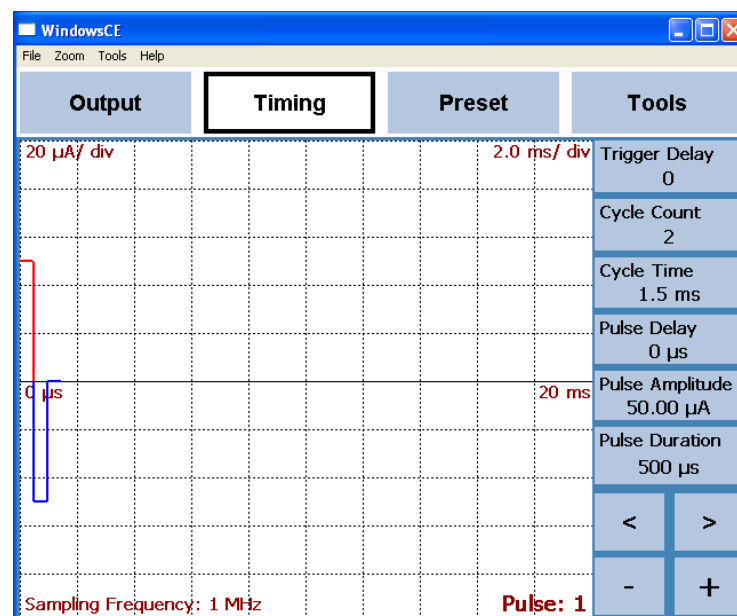 WindowsCE
File Zoom Tools Help
Output Timing Preset Tools
20 µA/ div 2.0 ms/ div
Trigger Delay
0
Cycle Count
2
Cycle Time
1.5 ms
Pulse Delay
0 µs
0 µs 20 ms
Pulse Amplitude
50.00 µA
Pulse Duration
500 µs
< >
- +
Sampling Frequency: 1 MHz Pulse: 1